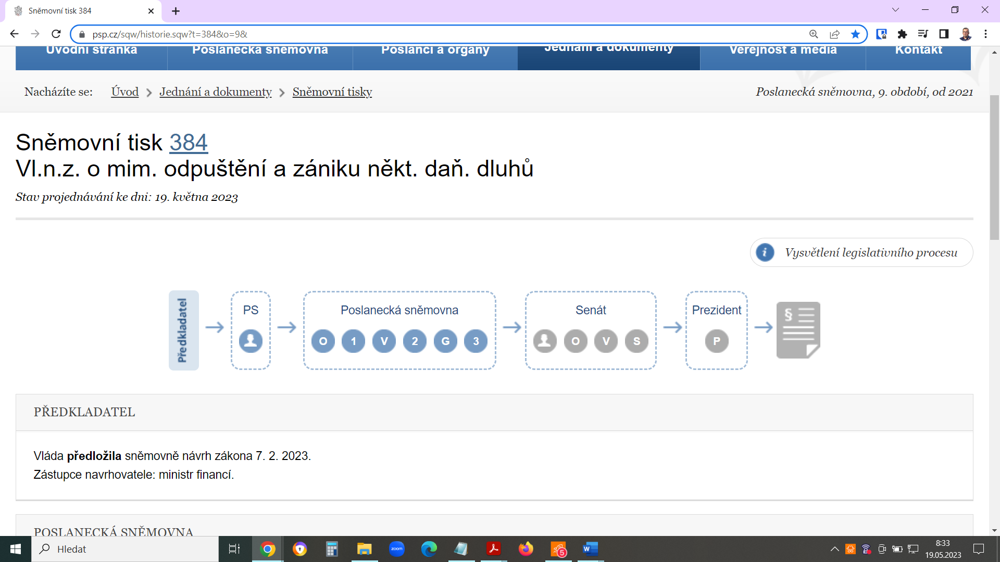 Sněmovní tisk 384
psp.cz/sqw/historie.sqw?t=384&o=9&
Úvodní stránka Poslanecká sněmovna Poslanci a orgány Jednání a dokumenty Veřejnost a média Kontakt
Nacházíte se: Úvod Jednání a dokumenty Sněmovní tisky Poslanecká sněmovna, 9. období, od 2021
Sněmovní tisk 384
Vl.n.z. o mim. odpuštění a zániku někt. daň. dluhů
Stav projednávání ke dni: 19. května 2023
i Vysvětlení legislativního procesu
Předkladatel
PS
Poslanecká sněmovna
O 1 V 2 G 3
Senát
O V S
Prezident
P
§
PŘEDKLADATEL
Vláda předložila sněmovně návrh zákona 7. 2. 2023.
Zástupce navrhovatele: ministr financí.
POSLANECKÁ SNĚMOVNA
Hledat
zoom
5
W
8:33
19.05.2023